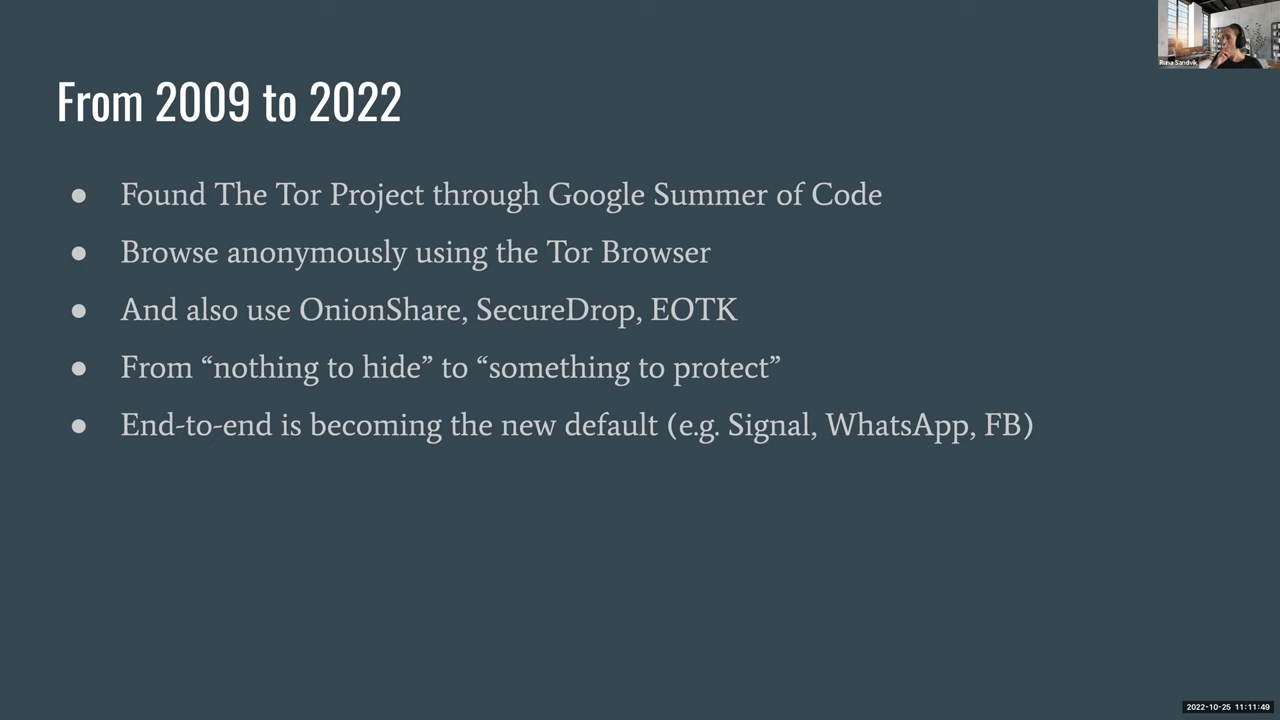 Runa Sandvik
From 2009 to 2022
● Found The Tor Project through Google Summer of Code
● Browse anonymously using the Tor Browser
● And also use OnionShare, SecureDrop, EOTK
● From “nothing to hide” to “something to protect”
● End-to-end is becoming the new default (e.g. Signal, WhatsApp, FB)
2022-10-25 11:11:49